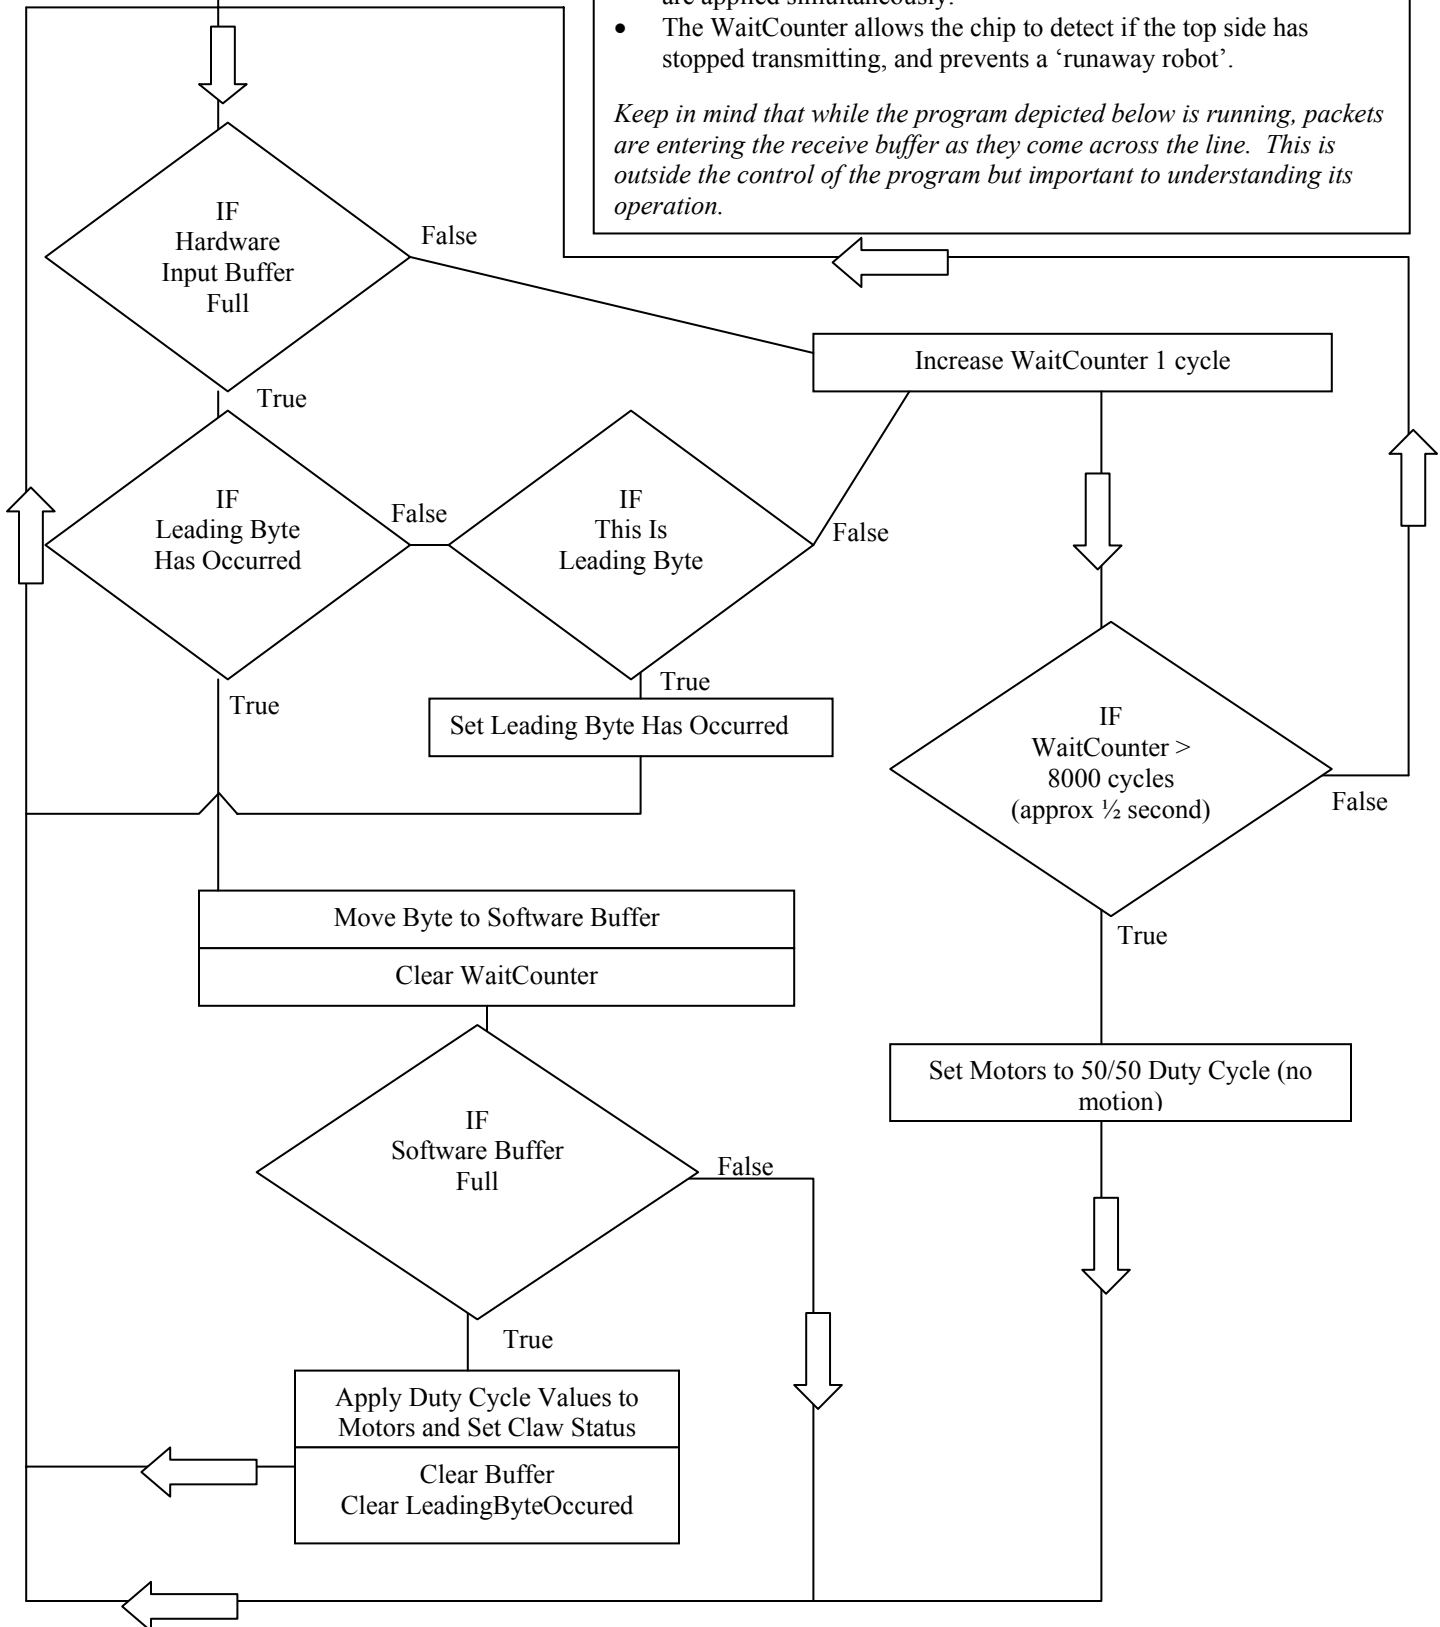 are applied simultaneously.
• The WaitCounter allows the chip to detect if the top side has
stopped transmitting, and prevents a ‘runaway robot’.
Keep in mind that while the program depicted below is running, packets
are entering the receive buffer as they come across the line. This is
outside the control of the program but important to understanding its
operation.
IF
Hardware
Input Buffer
Full
False
Increase WaitCounter 1 cycle
True
IF
Leading Byte
Has Occurred
False
IF
This Is
Leading Byte
False
True
True
Set Leading Byte Has Occurred
IF
WaitCounter >
8000 cycles
(approx ½ second)
False
True
Move Byte to Software Buffer
Clear WaitCounter
Set Motors to 50/50 Duty Cycle (no
motion)
IF
Software Buffer
Full
False
True
Apply Duty Cycle Values to
Motors and Set Claw Status
Clear Buffer
Clear LeadingByteOccured